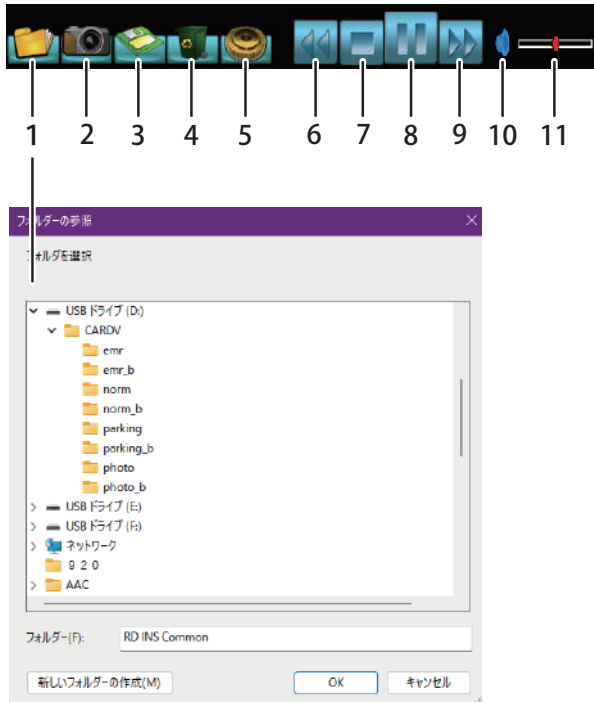 1 2 3 4 5 6 7 8 9 10 11
フォルダーの参照
フォルダを選択
USB ドライブ (D:)
CARDV
emr
emr_b
norm
norm_b
parking
parking_b
photo
photo_b
USB ドライブ (E:)
USB ドライブ (F:)
ネットワーク
９２０
AAC
フォルダー(F):
RD INS Common
新しいフォルダーの作成(M)
OK
キャンセル